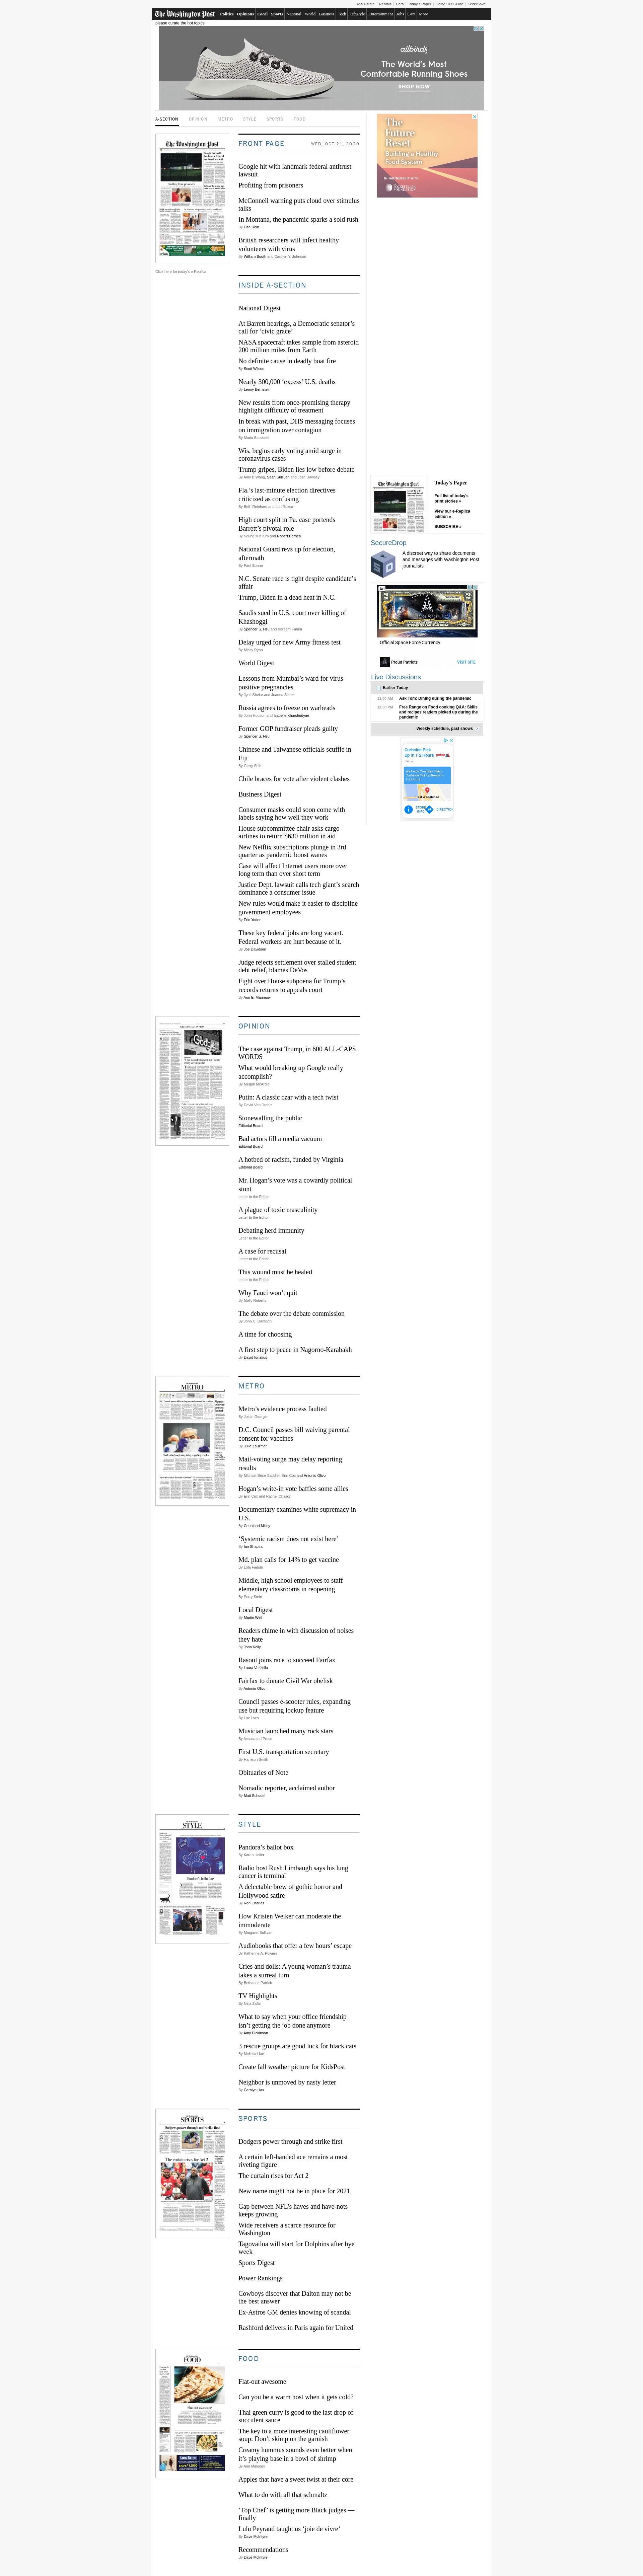 Real Estate Rentals Cars Today's Paper Going Out Guide Find&Save
The Washington Post Politics Opinions Local Sports National World Business Tech Lifestyle Entertainment Jobs Cars More
please curate the hot topics
allbirds
The World's Most
Comfortable Running Shoes
SHOP NOW
A-SECTION OPINION METRO STYLE SPORTS FOOD
Click here for today's e-Replica
FRONT PAGE WED, OCT 21, 2020
Google hit with landmark federal antitrust
lawsuit
Profiting from prisoners
McConnell warning puts cloud over stimulus
talks
In Montana, the pandemic sparks a sold rush
By Lisa Rein
British researchers will infect healthy
volunteers with virus
By William Booth and Carolyn Y. Johnson
INSIDE A-SECTION
National Digest
At Barrett hearings, a Democratic senator's
call for 'civic grace'
NASA spacecraft takes sample from asteroid
200 million miles from Earth
No definite cause in deadly boat fire
By Scott Wilson
Nearly 300,000 'excess' U.S. deaths
By Lenny Bernstein
New results from once-promising therapy
highlight difficulty of treatment
In break with past, DHS messaging focuses
on immigration over contagion
By Maria Sacchetti
Wis. begins early voting amid surge in
coronavirus cases
Trump gripes, Biden lies low before debate
By Amy B Wang, Sean Sullivan and Josh Dawsey
Fla.'s last-minute election directives
criticized as confusing
By Beth Reinhard and Lori Rozsa
High court split in Pa. case portends
Barrett's pivotal role
By Seung Min Kim and Robert Barnes
National Guard revs up for election,
aftermath
By Paul Sonne
N.C. Senate race is tight despite candidate's
affair
Trump, Biden in a dead heat in N.C.
Saudis sued in U.S. court over killing of
Khashoggi
By Spencer S. Hsu and Kareem Fahim
Delay urged for new Army fitness test
By Missy Ryan
World Digest
Lessons from Mumbai's ward for virus-
positive pregnancies
By Jyoti Shelar and Joanna Slater
Russia agrees to freeze on warheads
By John Hudson and Isabelle Khurshudyan
Former GOP fundraiser pleads guilty
By Spencer S. Hsu
Chinese and Taiwanese officials scuffle in
Fiji
By Gerry Shih
Chile braces for vote after violent clashes
Business Digest
Consumer masks could soon come with
labels saying how well they work
House subcommittee chair asks cargo
airlines to return $630 million in aid
New Netflix subscriptions plunge in 3rd
quarter as pandemic boost wanes
Case will affect Internet users more over
long term than over short term
Justice Dept. lawsuit calls tech giant's search
dominance a consumer issue
New rules would make it easier to discipline
government employees
By Eric Yoder
These key federal jobs are long vacant.
Federal workers are hurt because of it.
By Joe Davidson
Judge rejects settlement over stalled student
debt relief, blames DeVos
Fight over House subpoena for Trump's
records returns to appeals court
By Ann E. Marimow
OPINION
The case against Trump, in 600 ALL-CAPS
WORDS
What would breaking up Google really
accomplish?
By Megan McArdle
Putin: A classic czar with a tech twist
By David Von Drehle
Stonewalling the public
Editorial Board
Bad actors fill a media vacuum
Editorial Board
A hotbed of racism, funded by Virginia
Editorial Board
Mr. Hogan's vote was a cowardly political
stunt
Letter to the Editor
A plague of toxic masculinity
Letter to the Editor
Debating herd immunity
Letter to the Editor
A case for recusal
Letter to the Editor
This wound must be healed
Letter to the Editor
Why Fauci won't quit
By Molly Roberts
The debate over the debate commission
By John C. Danforth
A time for choosing
A first step to peace in Nagorno-Karabakh
By David Ignatius
METRO
Metro's evidence process faulted
By Justin George
D.C. Council passes bill waiving parental
consent for vaccines
By Julie Zauzmer
Mail-voting surge may delay reporting
results
By Michael Brice-Saddler, Erin Cox and Antonio Olivo
Hogan's write-in vote baffles some allies
By Erin Cox and Rachel Chason
Documentary examines white supremacy in
U.S.
By Courtland Milloy
'Systemic racism does not exist here'
By Ian Shapira
Md. plan calls for 14% to get vaccine
By Lola Fadulu
Middle, high school employees to staff
elementary classrooms in reopening
By Perry Stein
Local Digest
By Martin Weil
Readers chime in with discussion of noises
they hate
By John Kelly
Rasoul joins race to succeed Fairfax
By Laura Vozzella
Fairfax to donate Civil War obelisk
By Antonio Olivo
Council passes e-scooter rules, expanding
use but requiring lockup feature
By Luz Lazo
Musician launched many rock stars
By Associated Press
First U.S. transportation secretary
By Harrison Smith
Obituaries of Note
Nomadic reporter, acclaimed author
By Matt Schudel
STYLE
Pandora's ballot box
By Karen Heller
Radio host Rush Limbaugh says his lung
cancer is terminal
A delectable brew of gothic horror and
Hollywood satire
By Ron Charles
How Kristen Welker can moderate the
immoderate
By Margaret Sullivan
Audiobooks that offer a few hours' escape
By Katherine A. Powers
Cries and dolls: A young woman's trauma
takes a surreal turn
By Bethanne Patrick
TV Highlights
By Nina Zafar
What to say when your office friendship
isn't getting the job done anymore
By Amy Dickinson
3 rescue groups are good luck for black cats
By Melissa Hart
Create fall weather picture for KidsPost
Neighbor is unmoved by nasty letter
By Carolyn Hax
SPORTS
Dodgers power through and strike first
A certain left-handed ace remains a most
riveting figure
The curtain rises for Act 2
New name might not be in place for 2021
Gap between NFL's haves and have-nots
keeps growing
Wide receivers a scarce resource for
Washington
Tagovailoa will start for Dolphins after bye
week
Sports Digest
Power Rankings
Cowboys discover that Dalton may not be
the best answer
Ex-Astros GM denies knowing of scandal
Rashford delivers in Paris again for United
FOOD
Flat-out awesome
Can you be a warm host when it gets cold?
Thai green curry is good to the last drop of
succulent sauce
The key to a more interesting cauliflower
soup: Don't skimp on the garnish
Creamy hummus sounds even better when
it's playing base in a bowl of shrimp
By Ann Maloney
Apples that have a sweet twist at their core
What to do with all that schmaltz
'Top Chef' is getting more Black judges —
finally
Lulu Peyraud taught us 'joie de vivre'
By Dave McIntyre
Recommendations
By Dave McIntyre
The
Future
Reset
Building a Healthy
Food System
Today's Paper
Full list of today's
print stories »
View our e-Replica
edition »
SUBSCRIBE »
SecureDrop
A discreet way to share documents
and messages with Washington Post
journalists
Official Space Force Currency
Proud Patriots VISIT SITE
Live Discussions
Earlier Today
11:08 AM Ask Tom: Dining during the pandemic
12:09 PM Free Range on Food cooking Q&A: Skills
and recipes readers picked up during the
pandemic
Weekly schedule, past shows
Curbside Pick
Up In 1-2 Hours
Petco